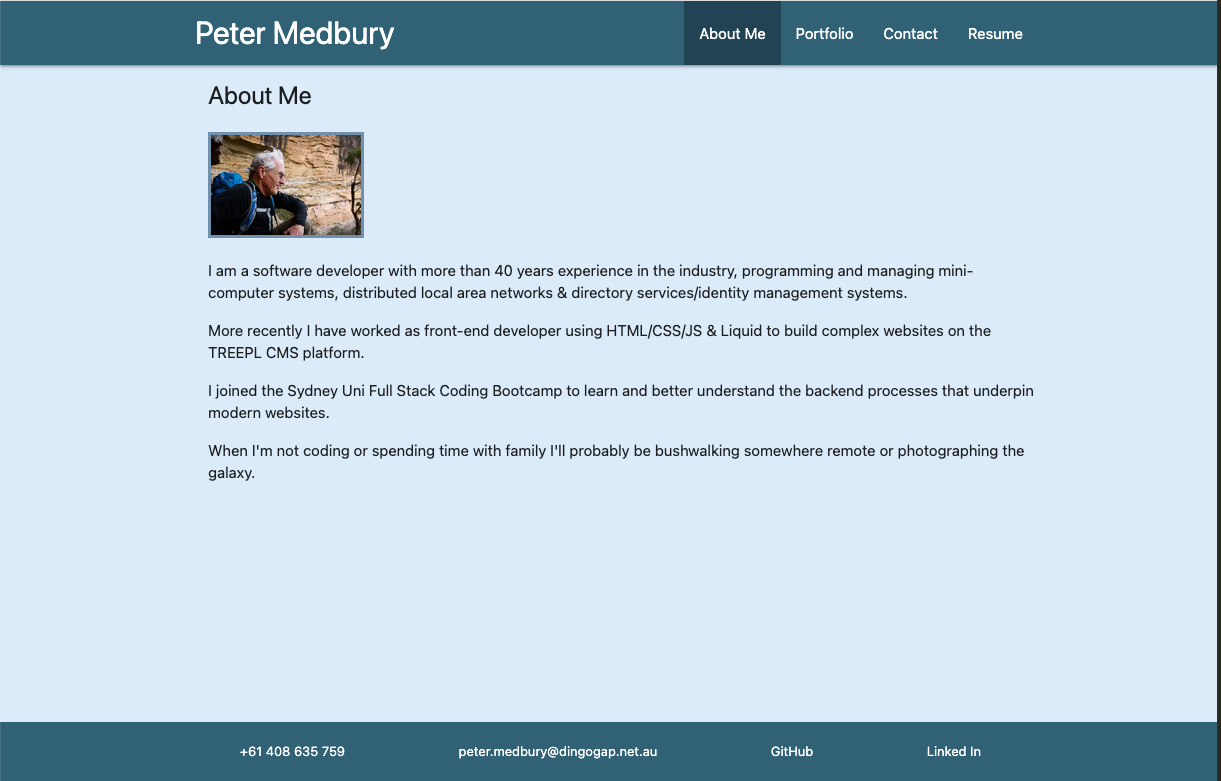 Peter Medbury
About Me
Portfolio
Contact
Resume
About Me
I am a software developer with more than 40 years experience in the industry, programming and managing mini-
computer systems, distributed local area networks & directory services/identity management systems.
More recently I have worked as front-end developer using HTML/CSS/JS & Liquid to build complex websites on the
TREEPL CMS platform.
I joined the Sydney Uni Full Stack Coding Bootcamp to learn and better understand the backend processes that underpin
modern websites.
When I'm not coding or spending time with family I'll probably be bushwalking somewhere remote or photographing the
galaxy.
+61 408 635 759
peter.medbury@dingogap.net.au
GitHub
Linked In